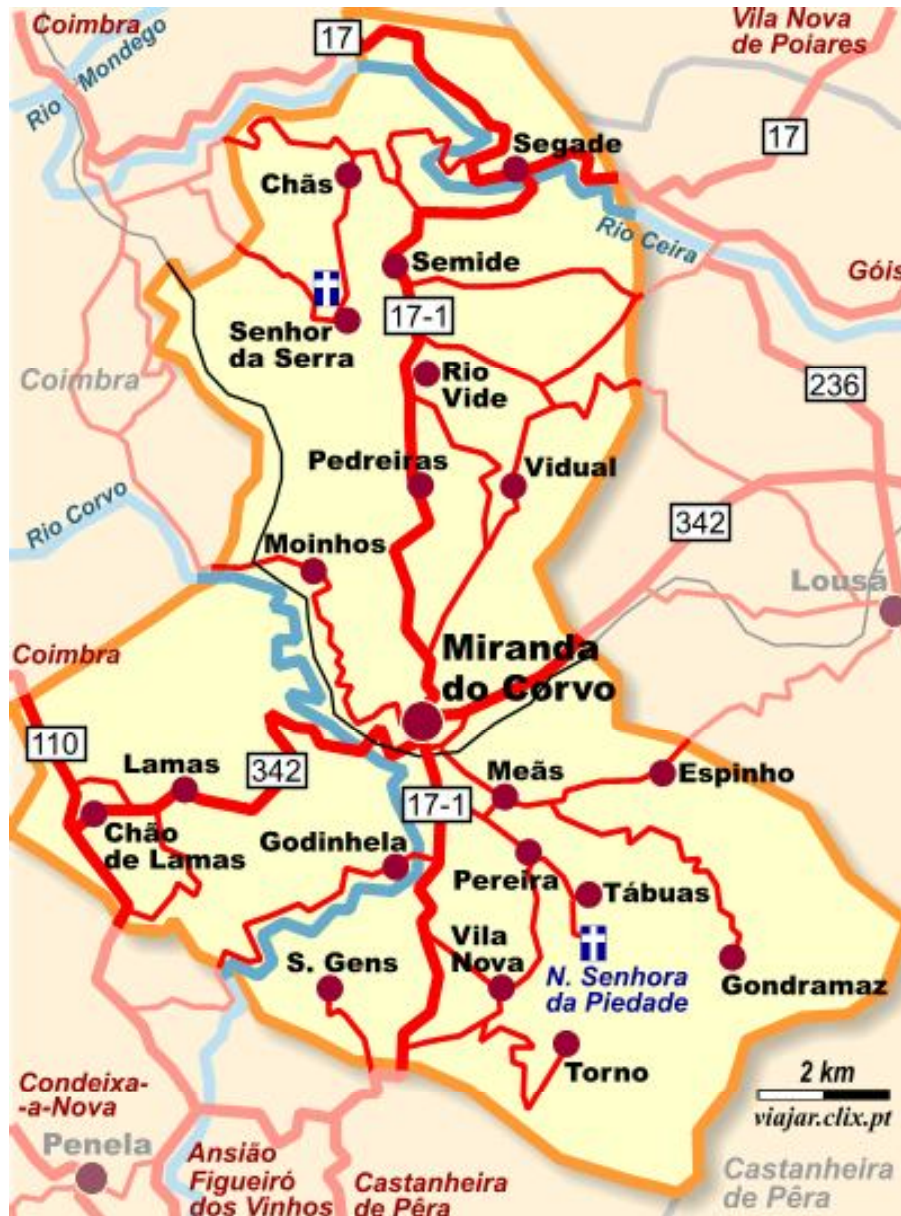 Coimbra
Rio Mondego
17
Vila Nova
de Poiares
17
Segade
Chãs
Rio Ceira
Semide
Góis
17-1
Senhor
da Serra
Coimbra
Rio
Vide
236
Pedreiras
Vidual
Rio Corvo
342
Moinhos
Lousã
Miranda
do Corvo
Coimbra
110
Lamas
342
Meãs
Espinho
17-1
Chão
de Lamas
Godinhela
Pereira
Tábuas
Vila
Nova
S. Gens
N. Senhora
da Piedade
Gondramaz
Torno
2 km
viajar.clix.pt
Condeixa-
-a-Nova
Penela
Ansião
Figueiró
dos Vinhos
Castanheira
de Pêra
Castanheira
de Pêra